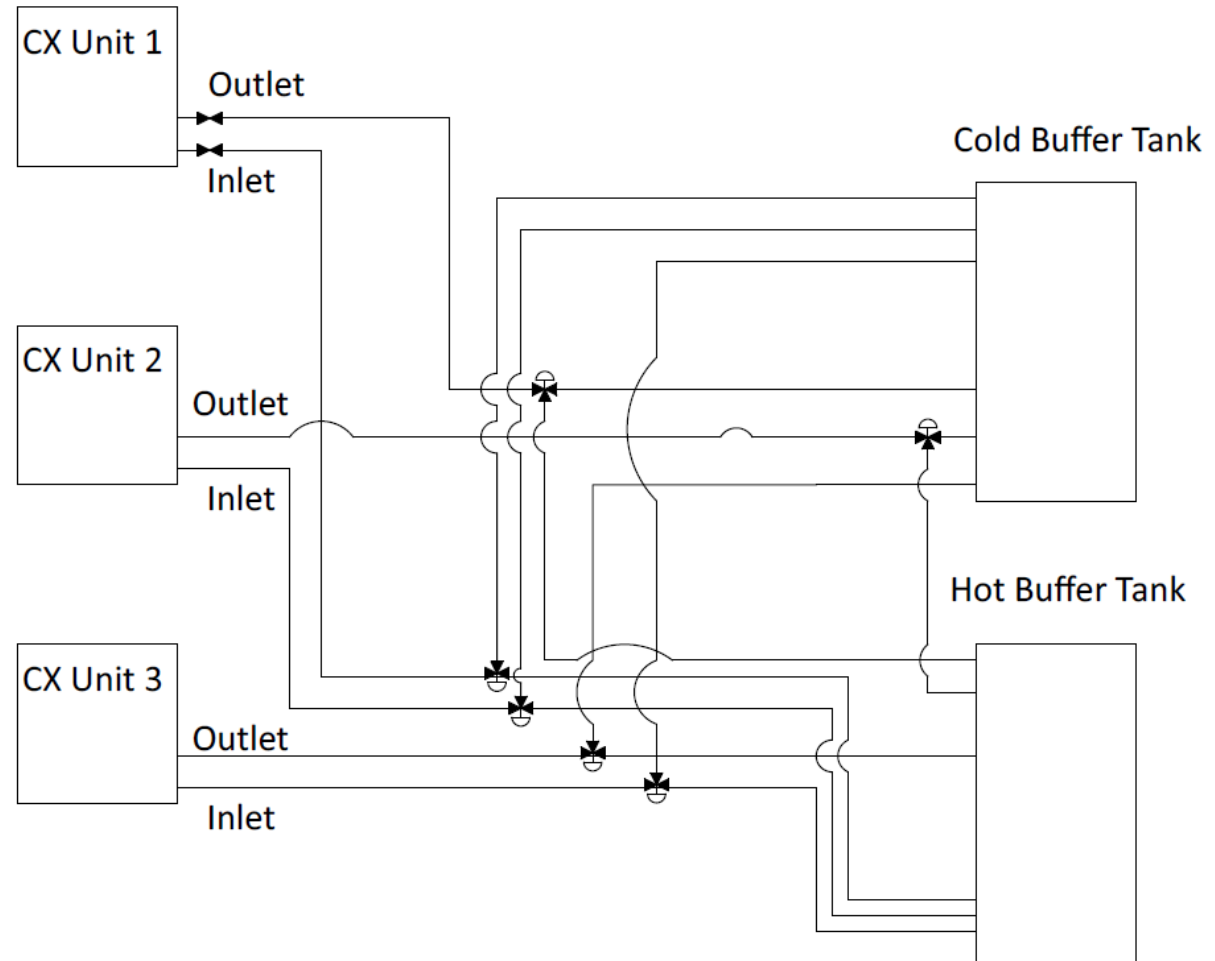 CX Unit 1
Outlet
Inlet
Cold Buffer Tank
CX Unit 2
Outlet
Inlet
Hot Buffer Tank
CX Unit 3
Outlet
Inlet